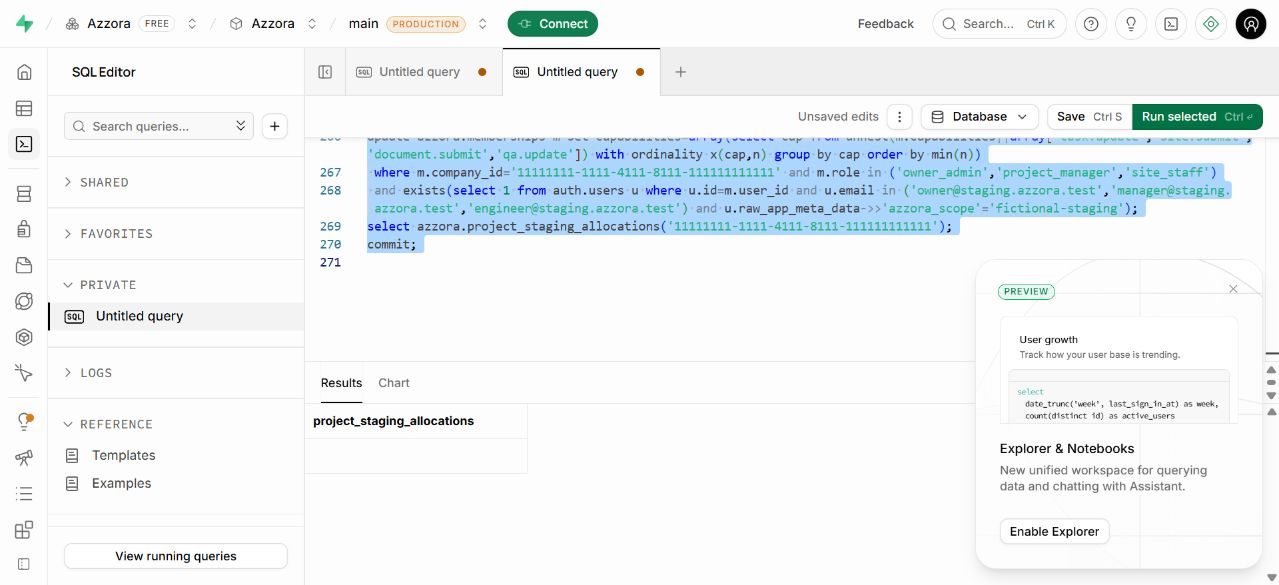 Azzora FREE
Azzora
main PRODUCTION
Connect
Feedback
Search... Ctrl K
SQL Editor
SQL Untitled query
SQL Untitled query
Search queries...
Unsaved edits
Database
Save Ctrl S
Run selected Ctrl ↵
SHARED
FAVORITES
PRIVATE
SQL Untitled query
LOGS
REFERENCE
Templates
Examples
View running queries
'document.submit','qa.update']) with ordinality x(cap,n) group by cap order by min(n))
267 where m.company_id='11111111-1111-4111-8111-111111111111' and m.role in ('owner_admin','project_manager','site_staff')
268 and exists(select 1 from auth.users u where u.id=m.user_id and u.email in ('owner@staging.azzora.test','manager@staging.
azzora.test','engineer@staging.azzora.test') and u.raw_app_meta_data->>'azzora_scope'='fictional-staging');
269 select azzora.project_staging_allocations('11111111-1111-4111-8111-111111111111');
270 commit;
271
Results
Chart
project_staging_allocations
PREVIEW
User growth
Track how your user base is trending.
select
date_trunc('week', last_sign_in_at) as week,
count(distinct id) as active_users
Explorer & Notebooks
New unified workspace for querying
data and chatting with Assistant.
Enable Explorer